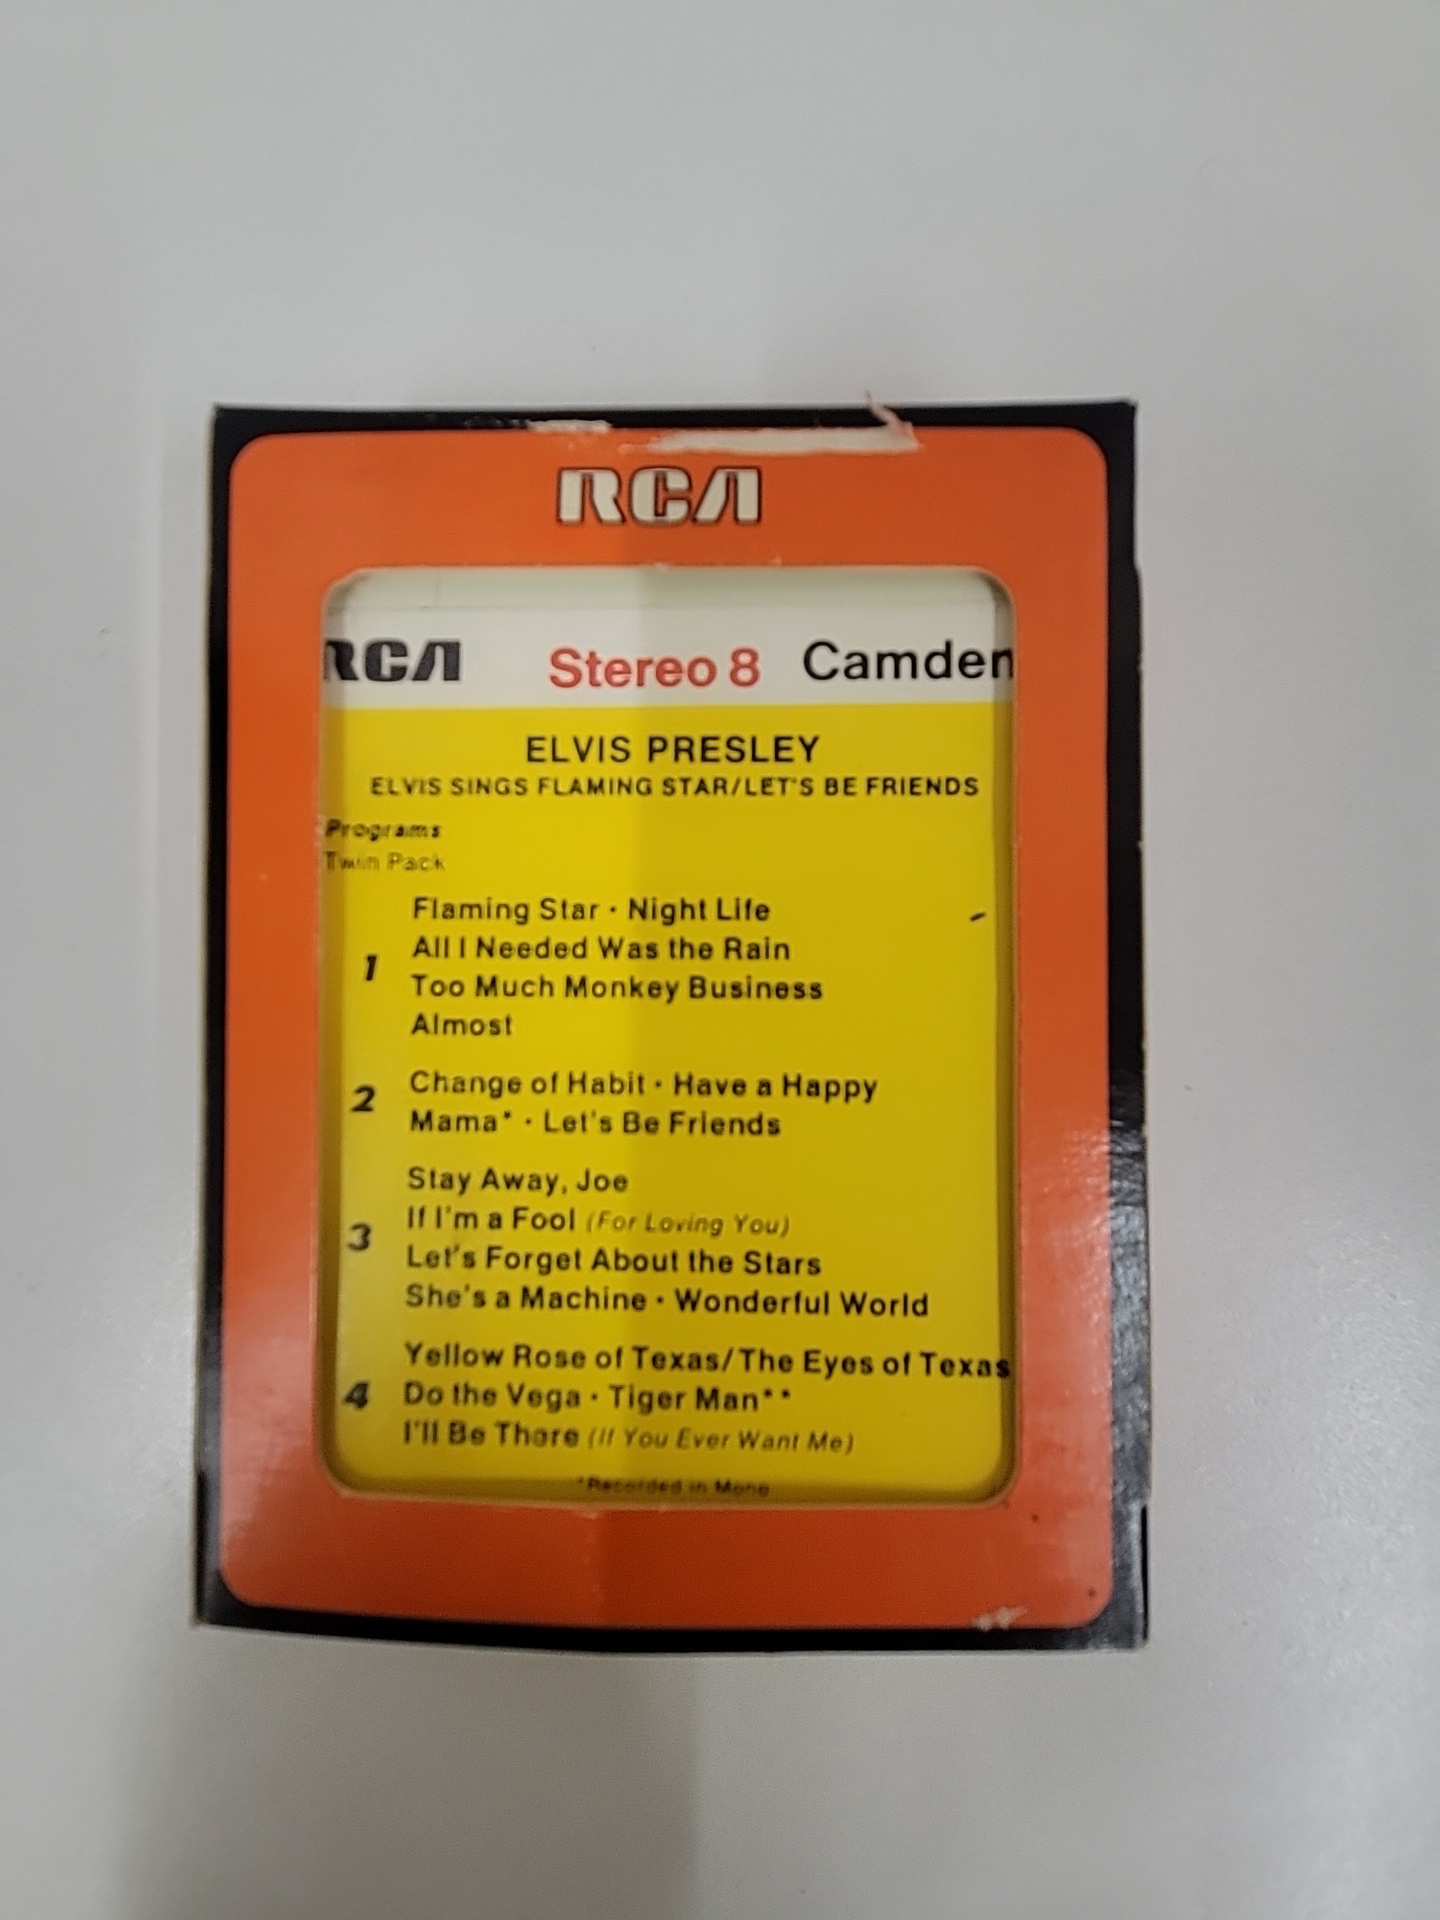 RCA
RCA Stereo 8 Camden
ELVIS PRESLEY
ELVIS SINGS FLAMING STAR/LET'S BE FRIENDS
Programs
Twin Pack
Flaming Star · Night Life
1 All I Needed Was the Rain
Too Much Monkey Business
Almost
2 Change of Habit · Have a Happy
Mama* · Let's Be Friends
Stay Away, Joe
3 If I'm a Fool (For Loving You)
Let's Forget About the Stars
She's a Machine · Wonderful World
Yellow Rose of Texas/The Eyes of Texas
4 Do the Vega · Tiger Man**
I'll Be There (If You Ever Want Me)
*Recorded in Mono